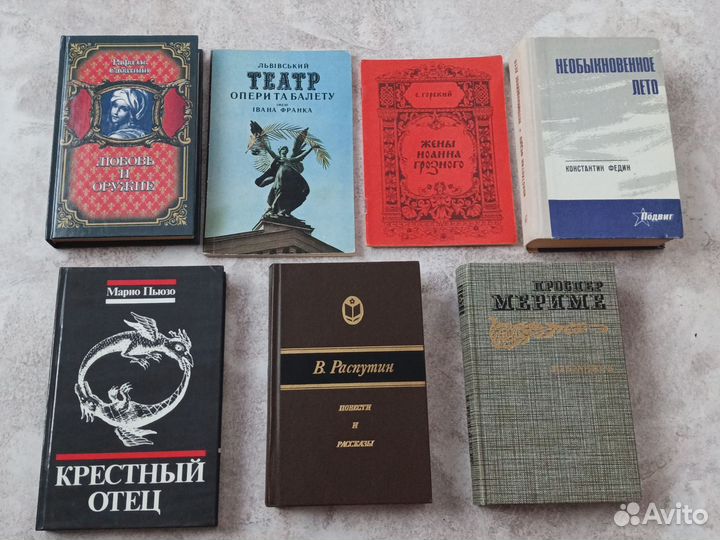 Рафаэль
Сабатини
ЛЮБОВЬ И
ОРУЖИЕ
ЛЬВІВСЬКИЙ
ТЕАТР
ОПЕРИ ТА БАЛЕТУ
ІМЕНІ
ІВАНА ФРАНКА
С. ГОРСКИЙ
ЖЕНЫ
ИОАННА
ГРОЗНОГО
НЕОБЫКНОВЕННОЕ
ЛЕТО
КОНСТАНТИН ФЕДИН
Подвиг
Марио Пьюзо
КРЕСТНЫЙ
ОТЕЦ
В. Распутин
ПОВЕСТИ
И
РАССКАЗЫ
ПРОСПЕР
МЕРИМЕ
Avito